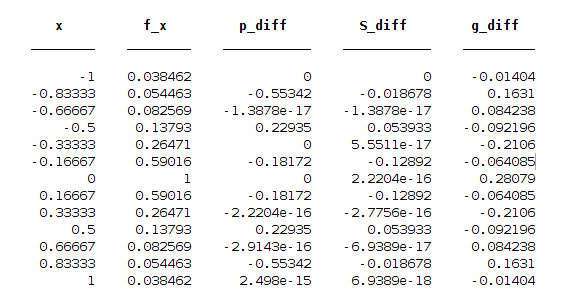 x f_x p_diff S_diff g_diff
-1 0.038462 0 0 -0.01404
-0.83333 0.054463 -0.55342 -0.018678 0.1631
-0.66667 0.082569 -1.3878e-17 -1.3878e-17 0.084238
-0.5 0.13793 0.22935 0.053933 -0.092196
-0.33333 0.26471 0 5.5511e-17 -0.2106
-0.16667 0.59016 -0.18172 -0.12892 -0.064085
0 1 0 2.2204e-16 0.28079
0.16667 0.59016 -0.18172 -0.12892 -0.064085
0.33333 0.26471 -2.2204e-16 -2.7756e-16 -0.2106
0.5 0.13793 0.22935 0.053933 -0.092196
0.66667 0.082569 -2.9143e-16 -6.9389e-17 0.084238
0.83333 0.054463 -0.55342 -0.018678 0.1631
1 0.038462 2.498e-15 6.9389e-18 -0.01404